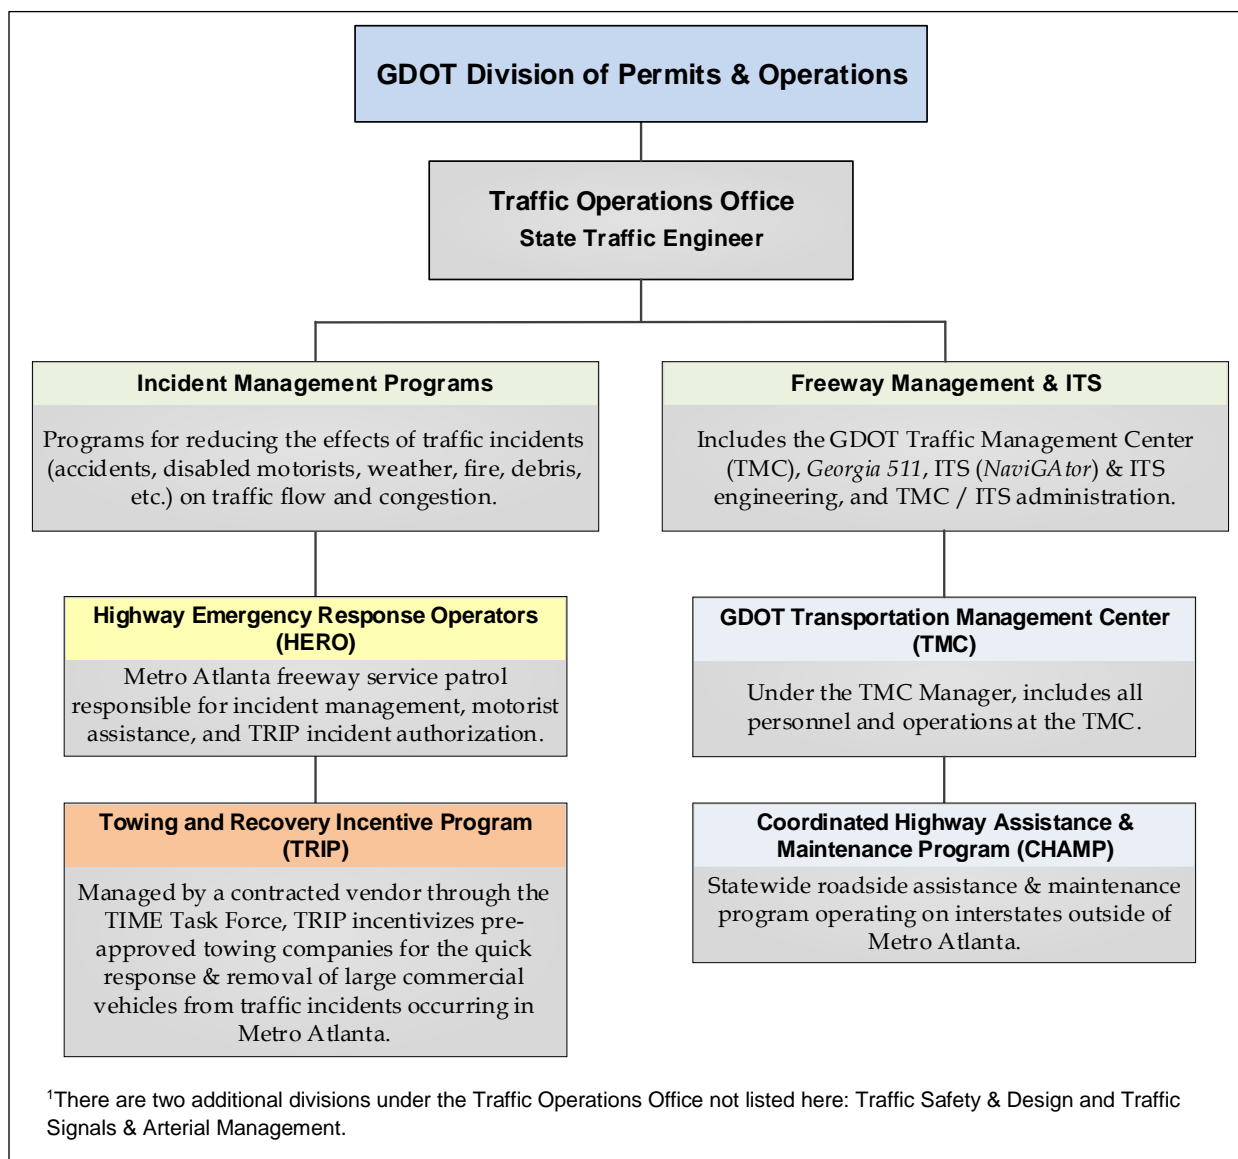 GDOT Division of Permits & Operations
Traffic Operations Office
State Traffic Engineer
Incident Management Programs
Programs for reducing the effects of traffic incidents
(accidents, disabled motorists, weather, fire, debris,
etc.) on traffic flow and congestion.
Highway Emergency Response Operators
(HERO)
Metro Atlanta freeway service patrol
responsible for incident management, motorist
assistance, and TRIP incident authorization.
Towing and Recovery Incentive Program
(TRIP)
Managed by a contracted vendor through the
TIME Task Force, TRIP incentivizes pre-
approved towing companies for the quick
response & removal of large commercial
vehicles from traffic incidents occurring in
Metro Atlanta.
Freeway Management & ITS
Includes the GDOT Traffic Management Center
(TMC), Georgia 511, ITS (NaviGAtor) & ITS
engineering, and TMC / ITS administration.
GDOT Transportation Management Center
(TMC)
Under the TMC Manager, includes all
personnel and operations at the TMC.
Coordinated Highway Assistance &
Maintenance Program (CHAMP)
Statewide roadside assistance & maintenance
program operating on interstates outside of
Metro Atlanta.
¹There are two additional divisions under the Traffic Operations Office not listed here: Traffic Safety & Design and Traffic
Signals & Arterial Management.